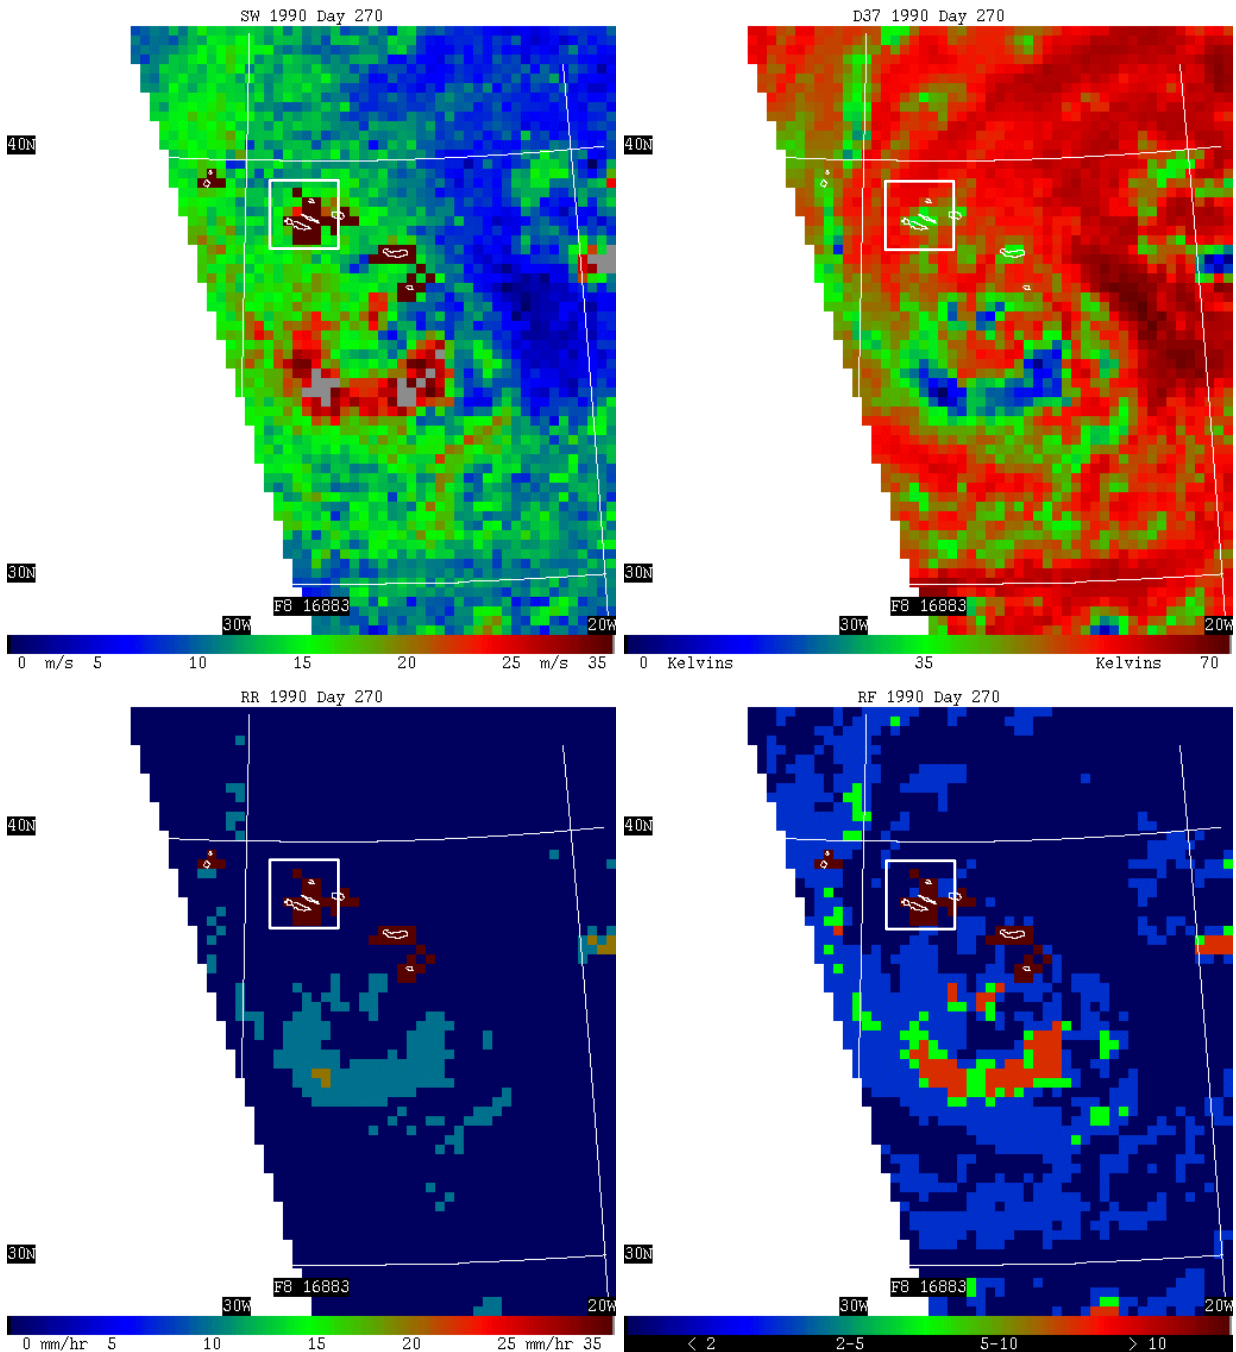 SW 1990 Day 270
D37 1990 Day 270
40N
40N
30N
30N
F8 16883
F8 16883
30W
20W
30W
20W
0 m/s 5 10 15 20 25 m/s 35
0 Kelvins 35 Kelvins 70
RR 1990 Day 270
RF 1990 Day 270
40N
40N
30N
30N
F8 16883
F8 16883
30W
20W
30W
20W
0 mm/hr 5 10 15 20 25 mm/hr 35
< 2 2-5 5-10 > 10